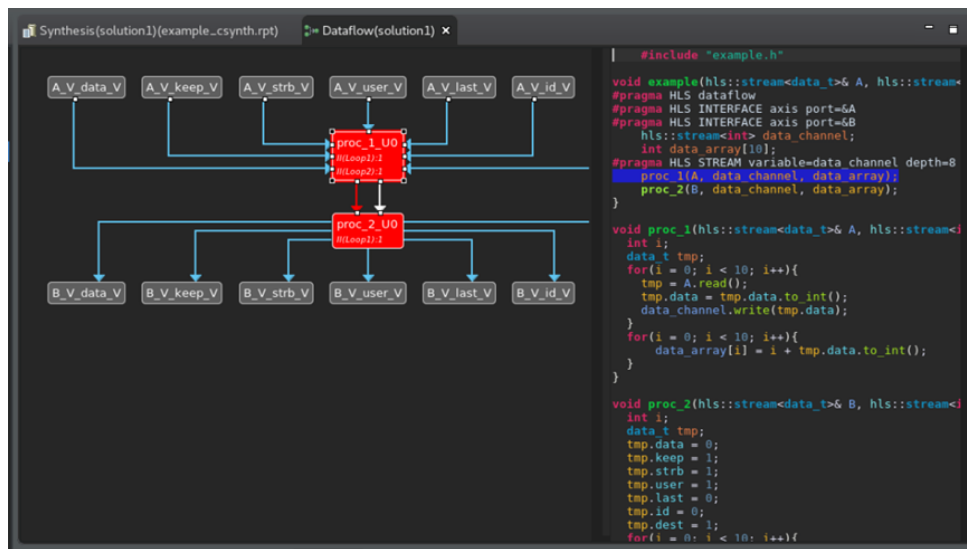 Synthesis(solution1)(example_csynth.rpt)
Dataflow(solution1)
A_V_data_V
A_V_keep_V
A_V_strb_V
A_V_user_V
A_V_last_V
A_V_id_V
proc_1_U0
II(Loop1):1
II(Loop2):1
proc_2_U0
II(Loop1):1
B_V_data_V
B_V_keep_V
B_V_strb_V
B_V_user_V
B_V_last_V
B_V_id_V
#include "example.h"
void example(hls::stream<data_t>& A, hls::stream<
#pragma HLS dataflow
#pragma HLS INTERFACE axis port=&A
#pragma HLS INTERFACE axis port=&B
hls::stream<int> data_channel;
int data_array[10];
#pragma HLS STREAM variable=data_channel depth=8
proc_1(A, data_channel, data_array);
proc_2(B, data_channel, data_array);
}
void proc_1(hls::stream<data_t>& A, hls::stream<i
int i;
data_t tmp;
for(i = 0; i < 10; i++){
tmp = A.read();
tmp.data = tmp.data.to_int();
data_channel.write(tmp.data);
}
for(i = 0; i < 10; i++){
data_array[i] = i + tmp.data.to_int();
}
}
void proc_2(hls::stream<data_t>& B, hls::stream<i
int i;
data_t tmp;
tmp.data = 0;
tmp.keep = 1;
tmp.strb = 1;
tmp.user = 1;
tmp.last = 0;
tmp.id = 0;
tmp.dest = 1;
for(i = 0; i < 10; i++){